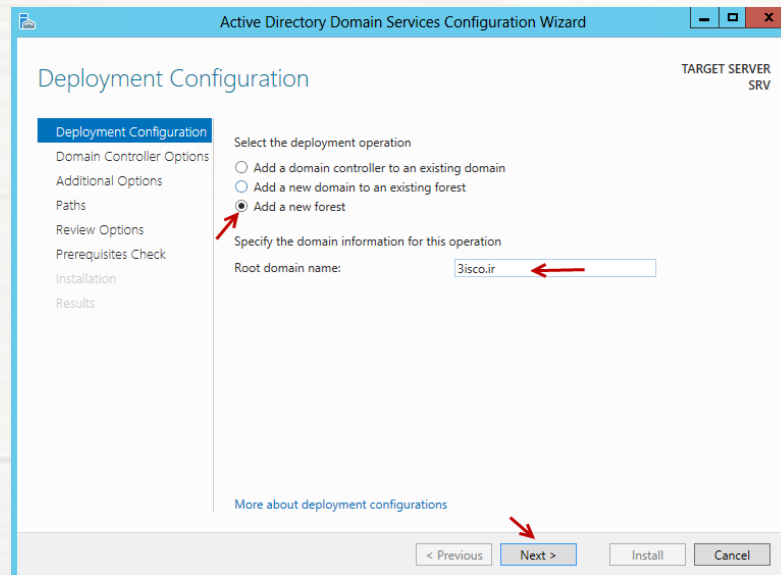 Active Directory Domain Services Configuration Wizard
Deployment Configuration
TARGET SERVER
SRV
Deployment Configuration
Domain Controller Options
Additional Options
Paths
Review Options
Prerequisites Check
Installation
Results
Select the deployment operation
Add a domain controller to an existing domain
Add a new domain to an existing forest
Add a new forest
Specify the domain information for this operation
Root domain name:
3isco.ir
More about deployment configurations
< Previous
Next >
Install
Cancel